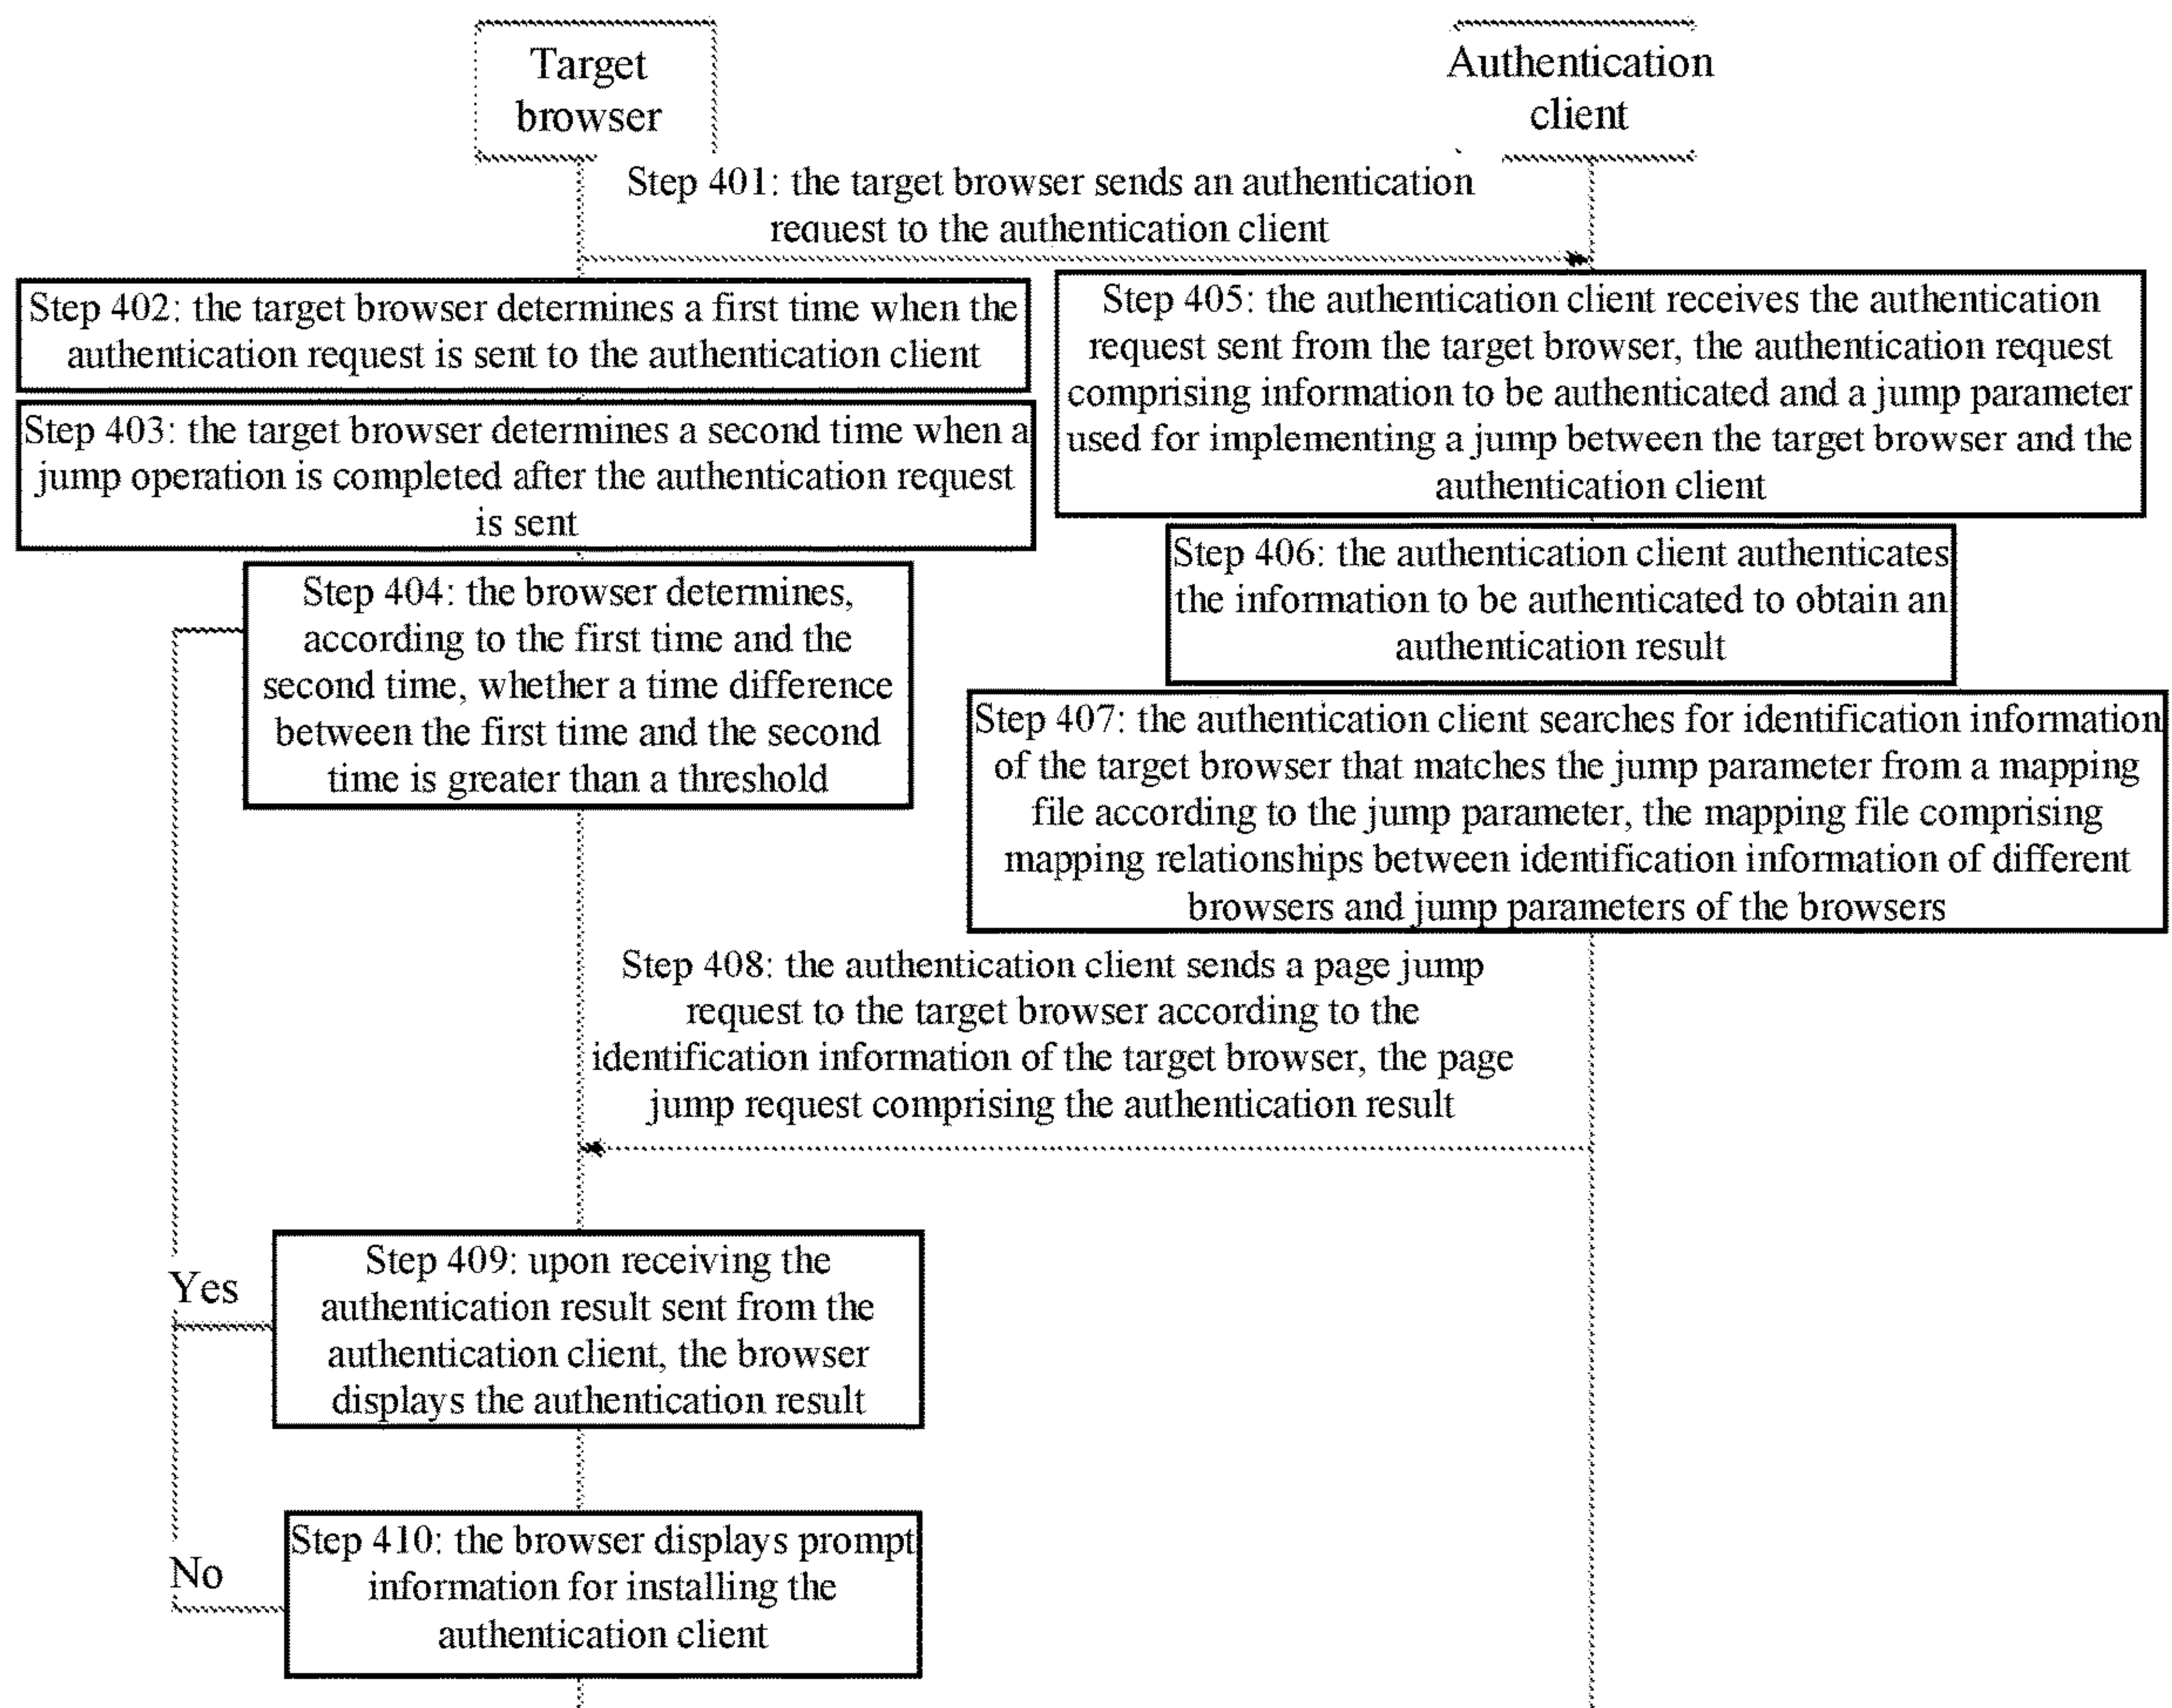 Target
browser
Authentication
client
Step 401: the target browser sends an authentication
request to the authentication client
Step 402: the target browser determines a first time when the
authentication request is sent to the authentication client
Step 403: the target browser determines a second time when a
jump operation is completed after the authentication request
is sent
Step 404: the browser determines,
according to the first time and the
second time, whether a time difference
between the first time and the second
time is greater than a threshold
Step 405: the authentication client receives the authentication
request sent from the target browser, the authentication request
comprising information to be authenticated and a jump parameter
used for implementing a jump between the target browser and the
authentication client
Step 406: the authentication client authenticates
the information to be authenticated to obtain an
authentication result
Step 407: the authentication client searches for identification information
of the target browser that matches the jump parameter from a mapping
file according to the jump parameter, the mapping file comprising
mapping relationships between identification information of different
browsers and jump parameters of the browsers
Step 408: the authentication client sends a page jump
request to the target browser according to the
identification information of the target browser, the page
jump request comprising the authentication result
Yes
Step 409: upon receiving the
authentication result sent from the
authentication client, the browser
displays the authentication result
No
Step 410: the browser displays prompt
information for installing the
authentication client